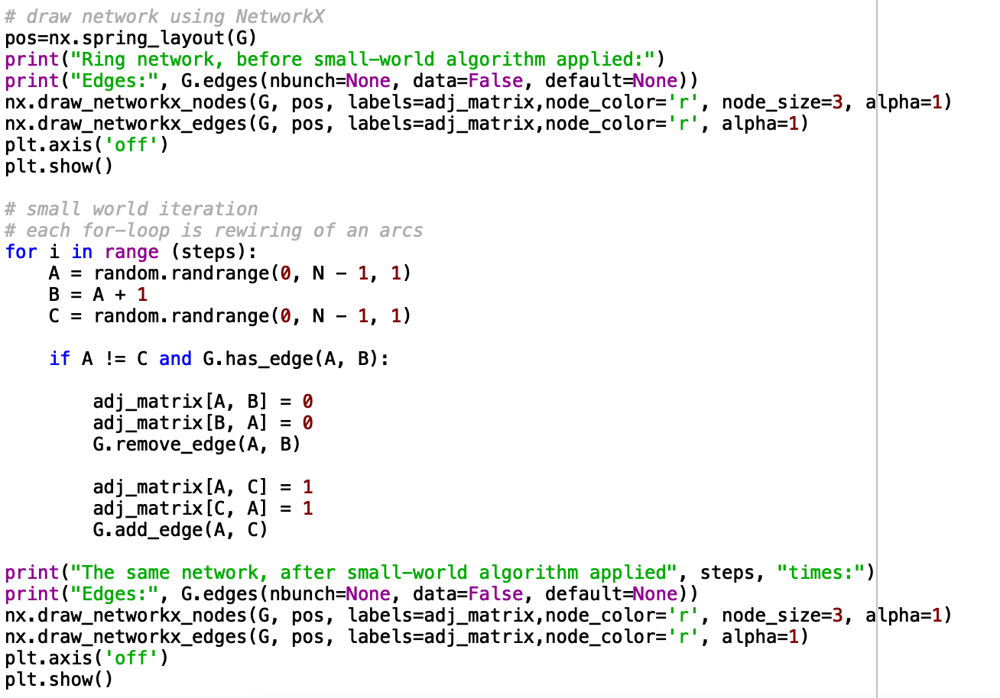 # draw network using NetworkX
pos=nx.spring_layout(G)
print("Ring network, before small-world algorithm applied:")
print("Edges:", G.edges(nbunch=None, data=False, default=None))
nx.draw_networkx_nodes(G, pos, labels=adj_matrix,node_color='r', node_size=3, alpha=1)
nx.draw_networkx_edges(G, pos, labels=adj_matrix,node_color='r', alpha=1)
plt.axis('off')
plt.show()

# small world iteration
# each for-loop is rewiring of an arcs
for i in range (steps):
    A = random.randrange(0, N - 1, 1)
    B = A + 1
    C = random.randrange(0, N - 1, 1)

    if A != C and G.has_edge(A, B):

        adj_matrix[A, B] = 0
        adj_matrix[B, A] = 0
        G.remove_edge(A, B)

        adj_matrix[A, C] = 1
        adj_matrix[C, A] = 1
        G.add_edge(A, C)

print("The same network, after small-world algorithm applied", steps, "times:")
print("Edges:", G.edges(nbunch=None, data=False, default=None))
nx.draw_networkx_nodes(G, pos, labels=adj_matrix,node_color='r', node_size=3, alpha=1)
nx.draw_networkx_edges(G, pos, labels=adj_matrix,node_color='r', alpha=1)
plt.axis('off')
plt.show()